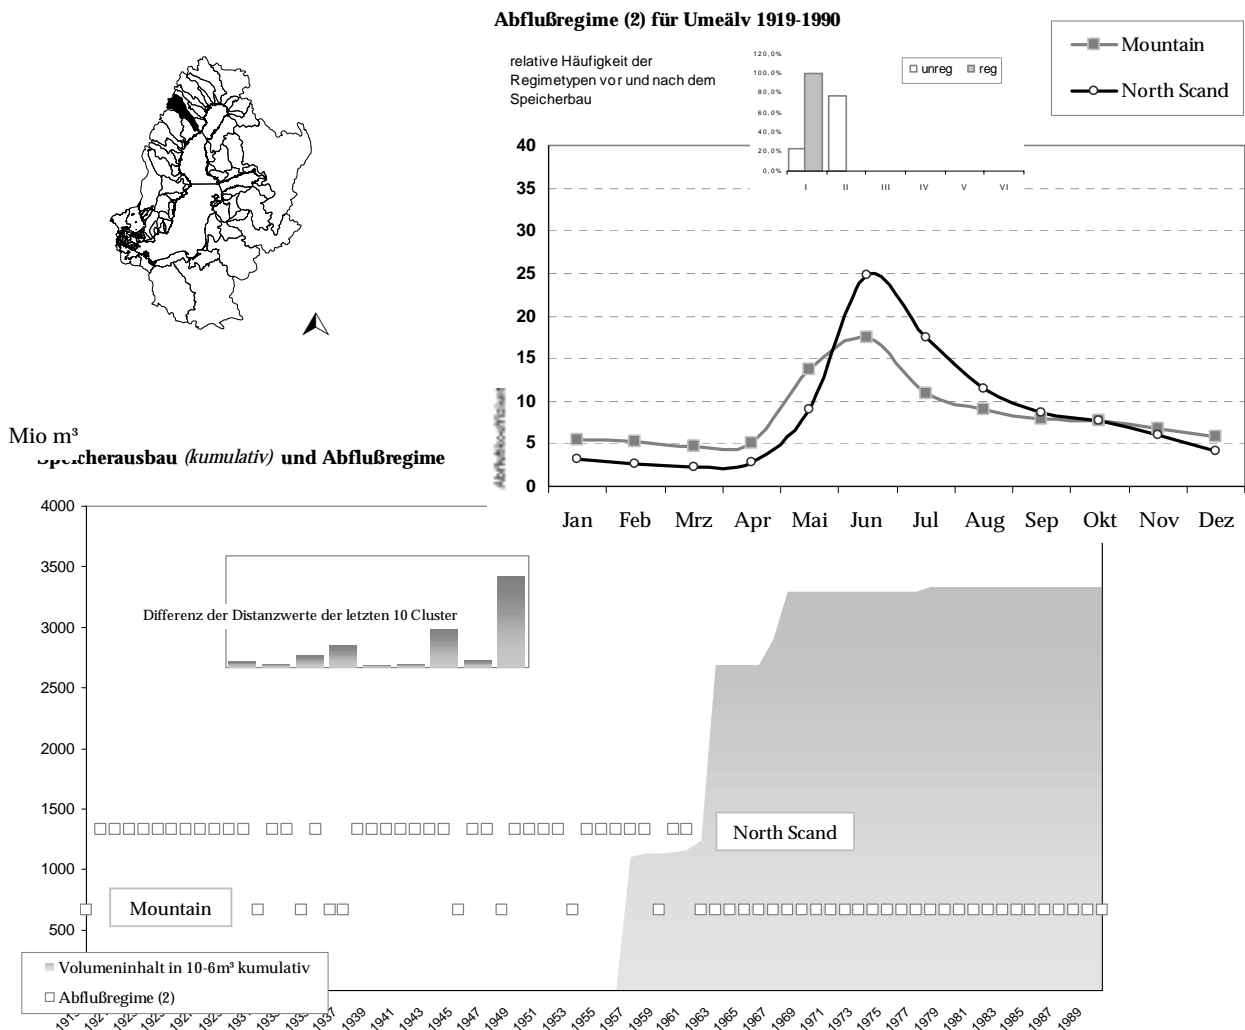 Abflußregime (2) für Umeälv 1919-1990
relative Häufigkeit der
Regimetypen vor und nach dem
Speicherbau
120,0%
100,0%
80,0%
60,0%
40,0%
20,0%
0,0%
I II III IV V VI
unreg reg
Mountain
North Scand
40
35
30
25
20
15
10
5
0
Abflußkoeffizient
Jan Feb Mrz Apr Mai Jun Jul Aug Sep Okt Nov Dez
Mio m³
Speicherausbau (kumulativ) und Abflußregime
4000
3500
3000
2500
2000
1500
1000
500
Differenz der Distanzwerte der letzten 10 Cluster
North Scand
Mountain
Volumeninhalt in 10-6m³ kumulativ
Abflußregime (2)
1937 1939 1941 1943 1945 1947 1949 1951 1953 1955 1957 1959 1961 1963 1965 1967 1969 1971 1973 1975 1977 1979 1981 1983 1985 1987 1989